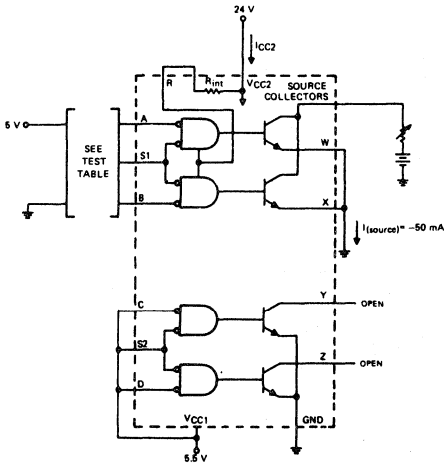 24 V
ICC2
R
Rint
VCC2
SOURCE
COLLECTORS
A
5 V
W
SEE
TEST
TABLE
S1
B
X
I(source)= −50 mA
C
Y
OPEN
S2
Z
OPEN
D
VCC1
GND
5.5 V